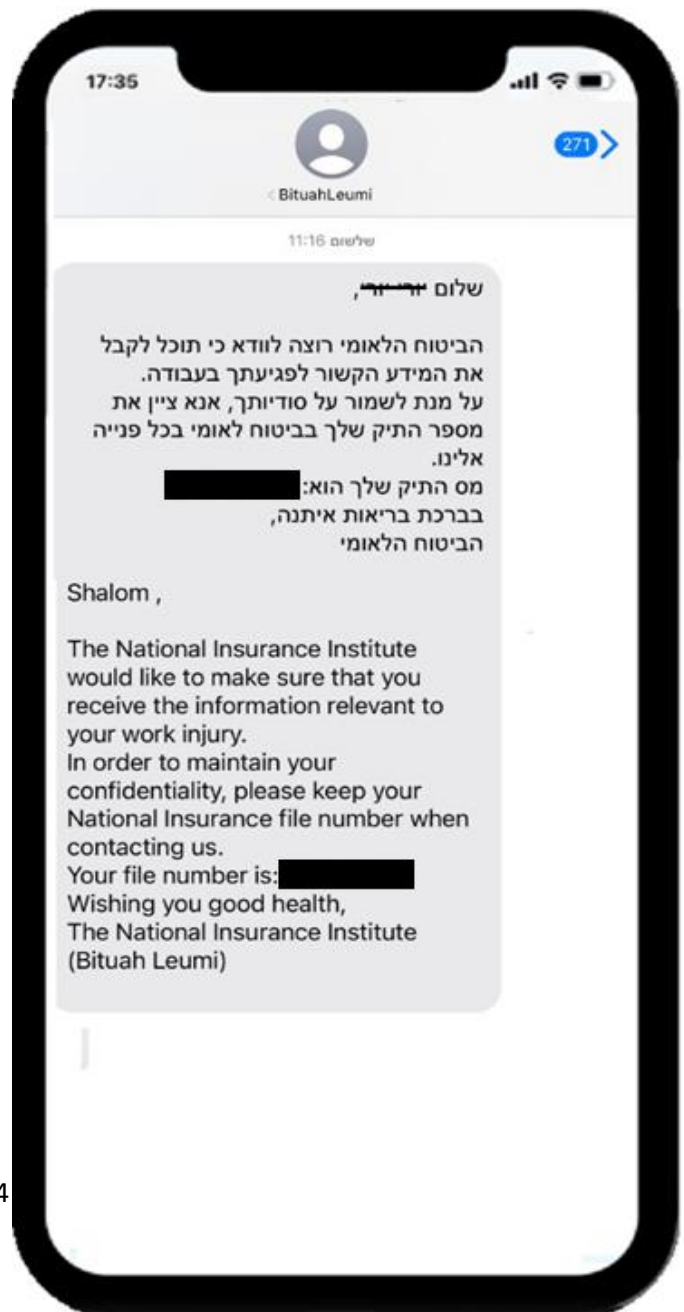 17:35
271
BituahLeumi
שלשום 11:16
שלום יורי יורי,
הביטוח הלאומי רוצה לוודא כי תוכל לקבל
את המידע הקשור לפגיעתך בעבודה.
על מנת לשמור על סודיותך, אנא ציין את
מספר התיק שלך בביטוח לאומי בכל פנייה
אלינו.
מס התיק שלך הוא:
בברכת בריאות איתנה,
הביטוח הלאומי
Shalom ,
The National Insurance Institute
would like to make sure that you
receive the information relevant to
your work injury.
In order to maintain your
confidentiality, please keep your
National Insurance file number when
contacting us.
Your file number is:
Wishing you good health,
The National Insurance Institute
(Bituah Leumi)
4